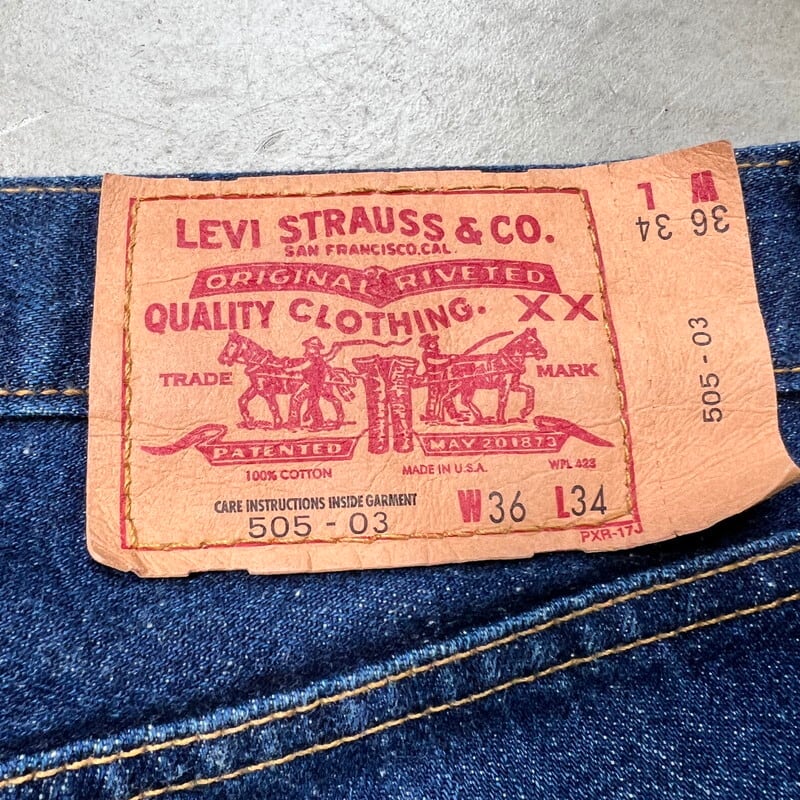 LEVI STRAUSS & CO.
SAN FRANCISCO, CAL.
ORIGINAL RIVETED
QUALITY CLOTHING. XX
TRADE MARK
PATENTED MAY 20 1873
100% COTTON MADE IN U.S.A. WPL 423
CARE INSTRUCTIONS INSIDE GARMENT
505 - 03 W36 L34
PXR-17J
W L
36 34
505 - 03